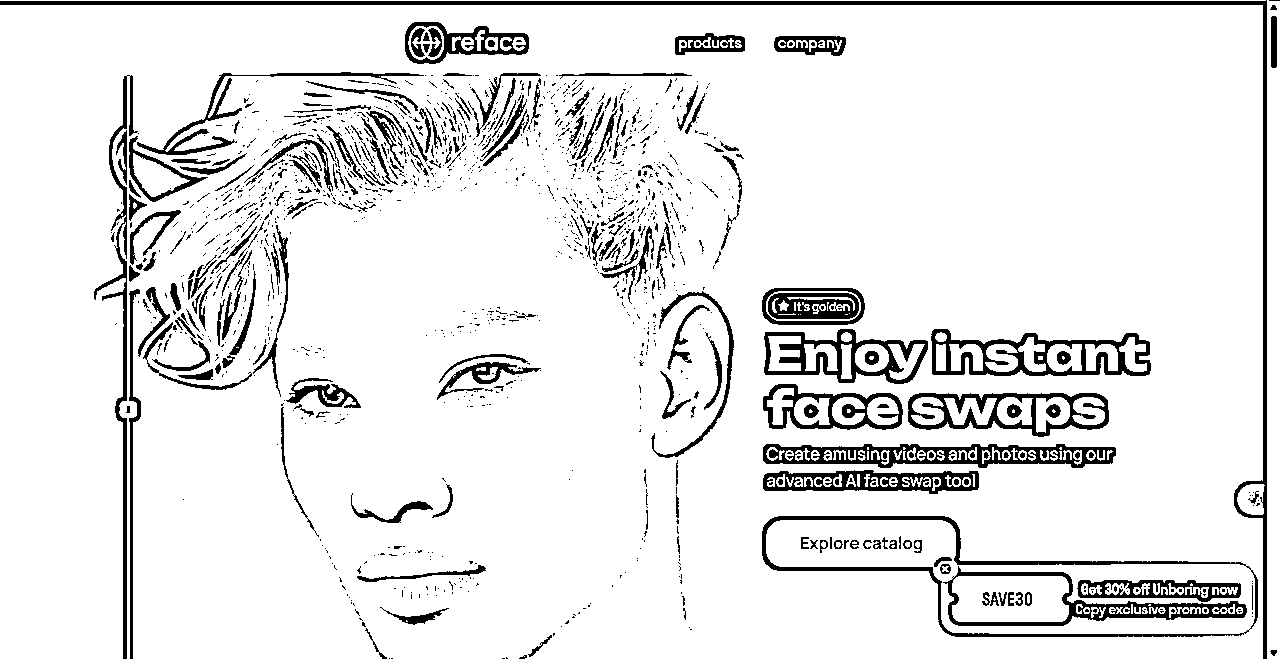 reface
products
company
It's golden
Enjoy instant
face swaps
Create amusing videos and photos using our
advanced AI face swap tool
Explore catalog
SAVE30
Get 30% off Unboring now
Copy exclusive promo code